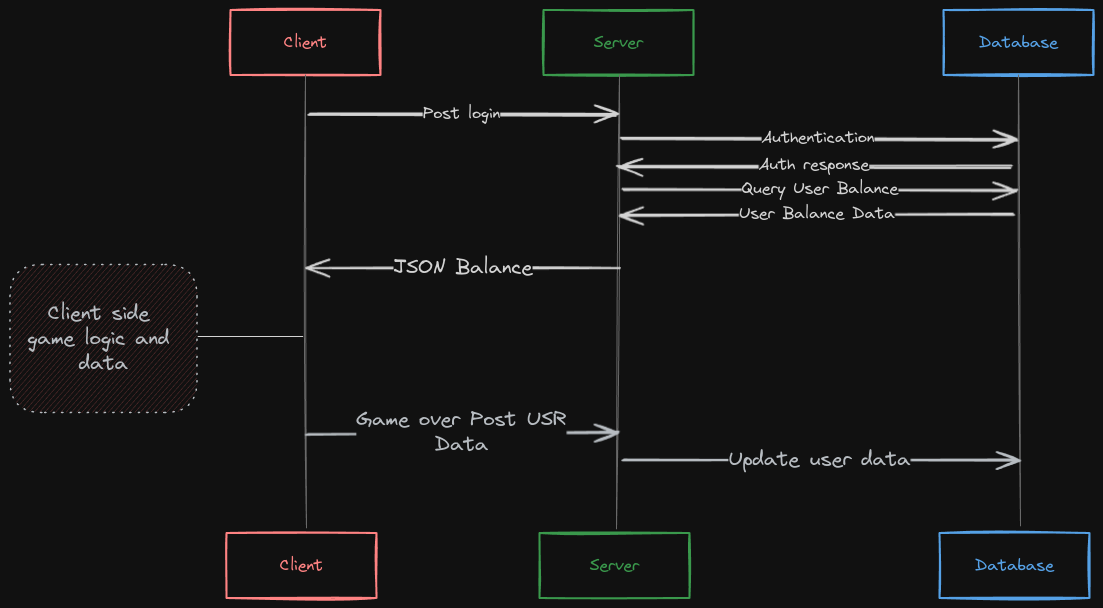 Client
Server
Database
Post login
Authentication
Auth response
Query User Balance
User Balance Data
JSON Balance
Client side
game logic and
data
Game over Post USR
Data
Update user data
Client
Server
Database